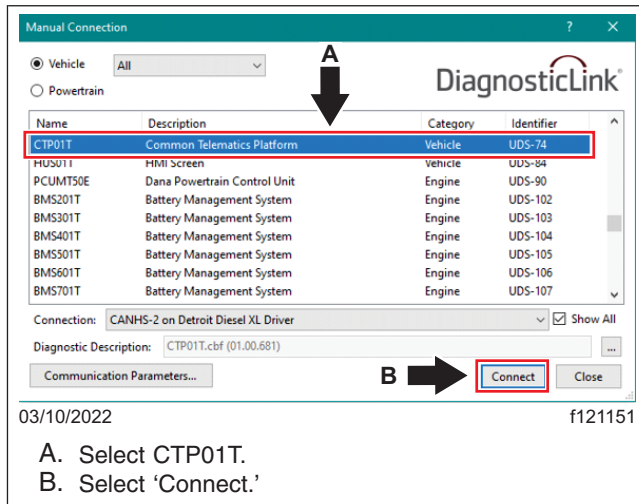 Manual Connection ? ×
Vehicle All A
Powertrain DiagnosticLink®
Name Description Category Identifier
CTP01T Common Telematics Platform Vehicle UDS-74
HUS01T HMI Screen Vehicle UDS-84
PCUMT50E Dana Powertrain Control Unit Engine UDS-90
BMS201T Battery Management System Engine UDS-102
BMS301T Battery Management System Engine UDS-103
BMS401T Battery Management System Engine UDS-104
BMS501T Battery Management System Engine UDS-105
BMS601T Battery Management System Engine UDS-106
BMS701T Battery Management System Engine UDS-107
Connection: CANHS-2 on Detroit Diesel XL Driver Show All
Diagnostic Description: CTP01T.cbf (01.00.681) ...
Communication Parameters... B Connect Close
03/10/2022 f121151
A. Select CTP01T.
B. Select ‘Connect.’